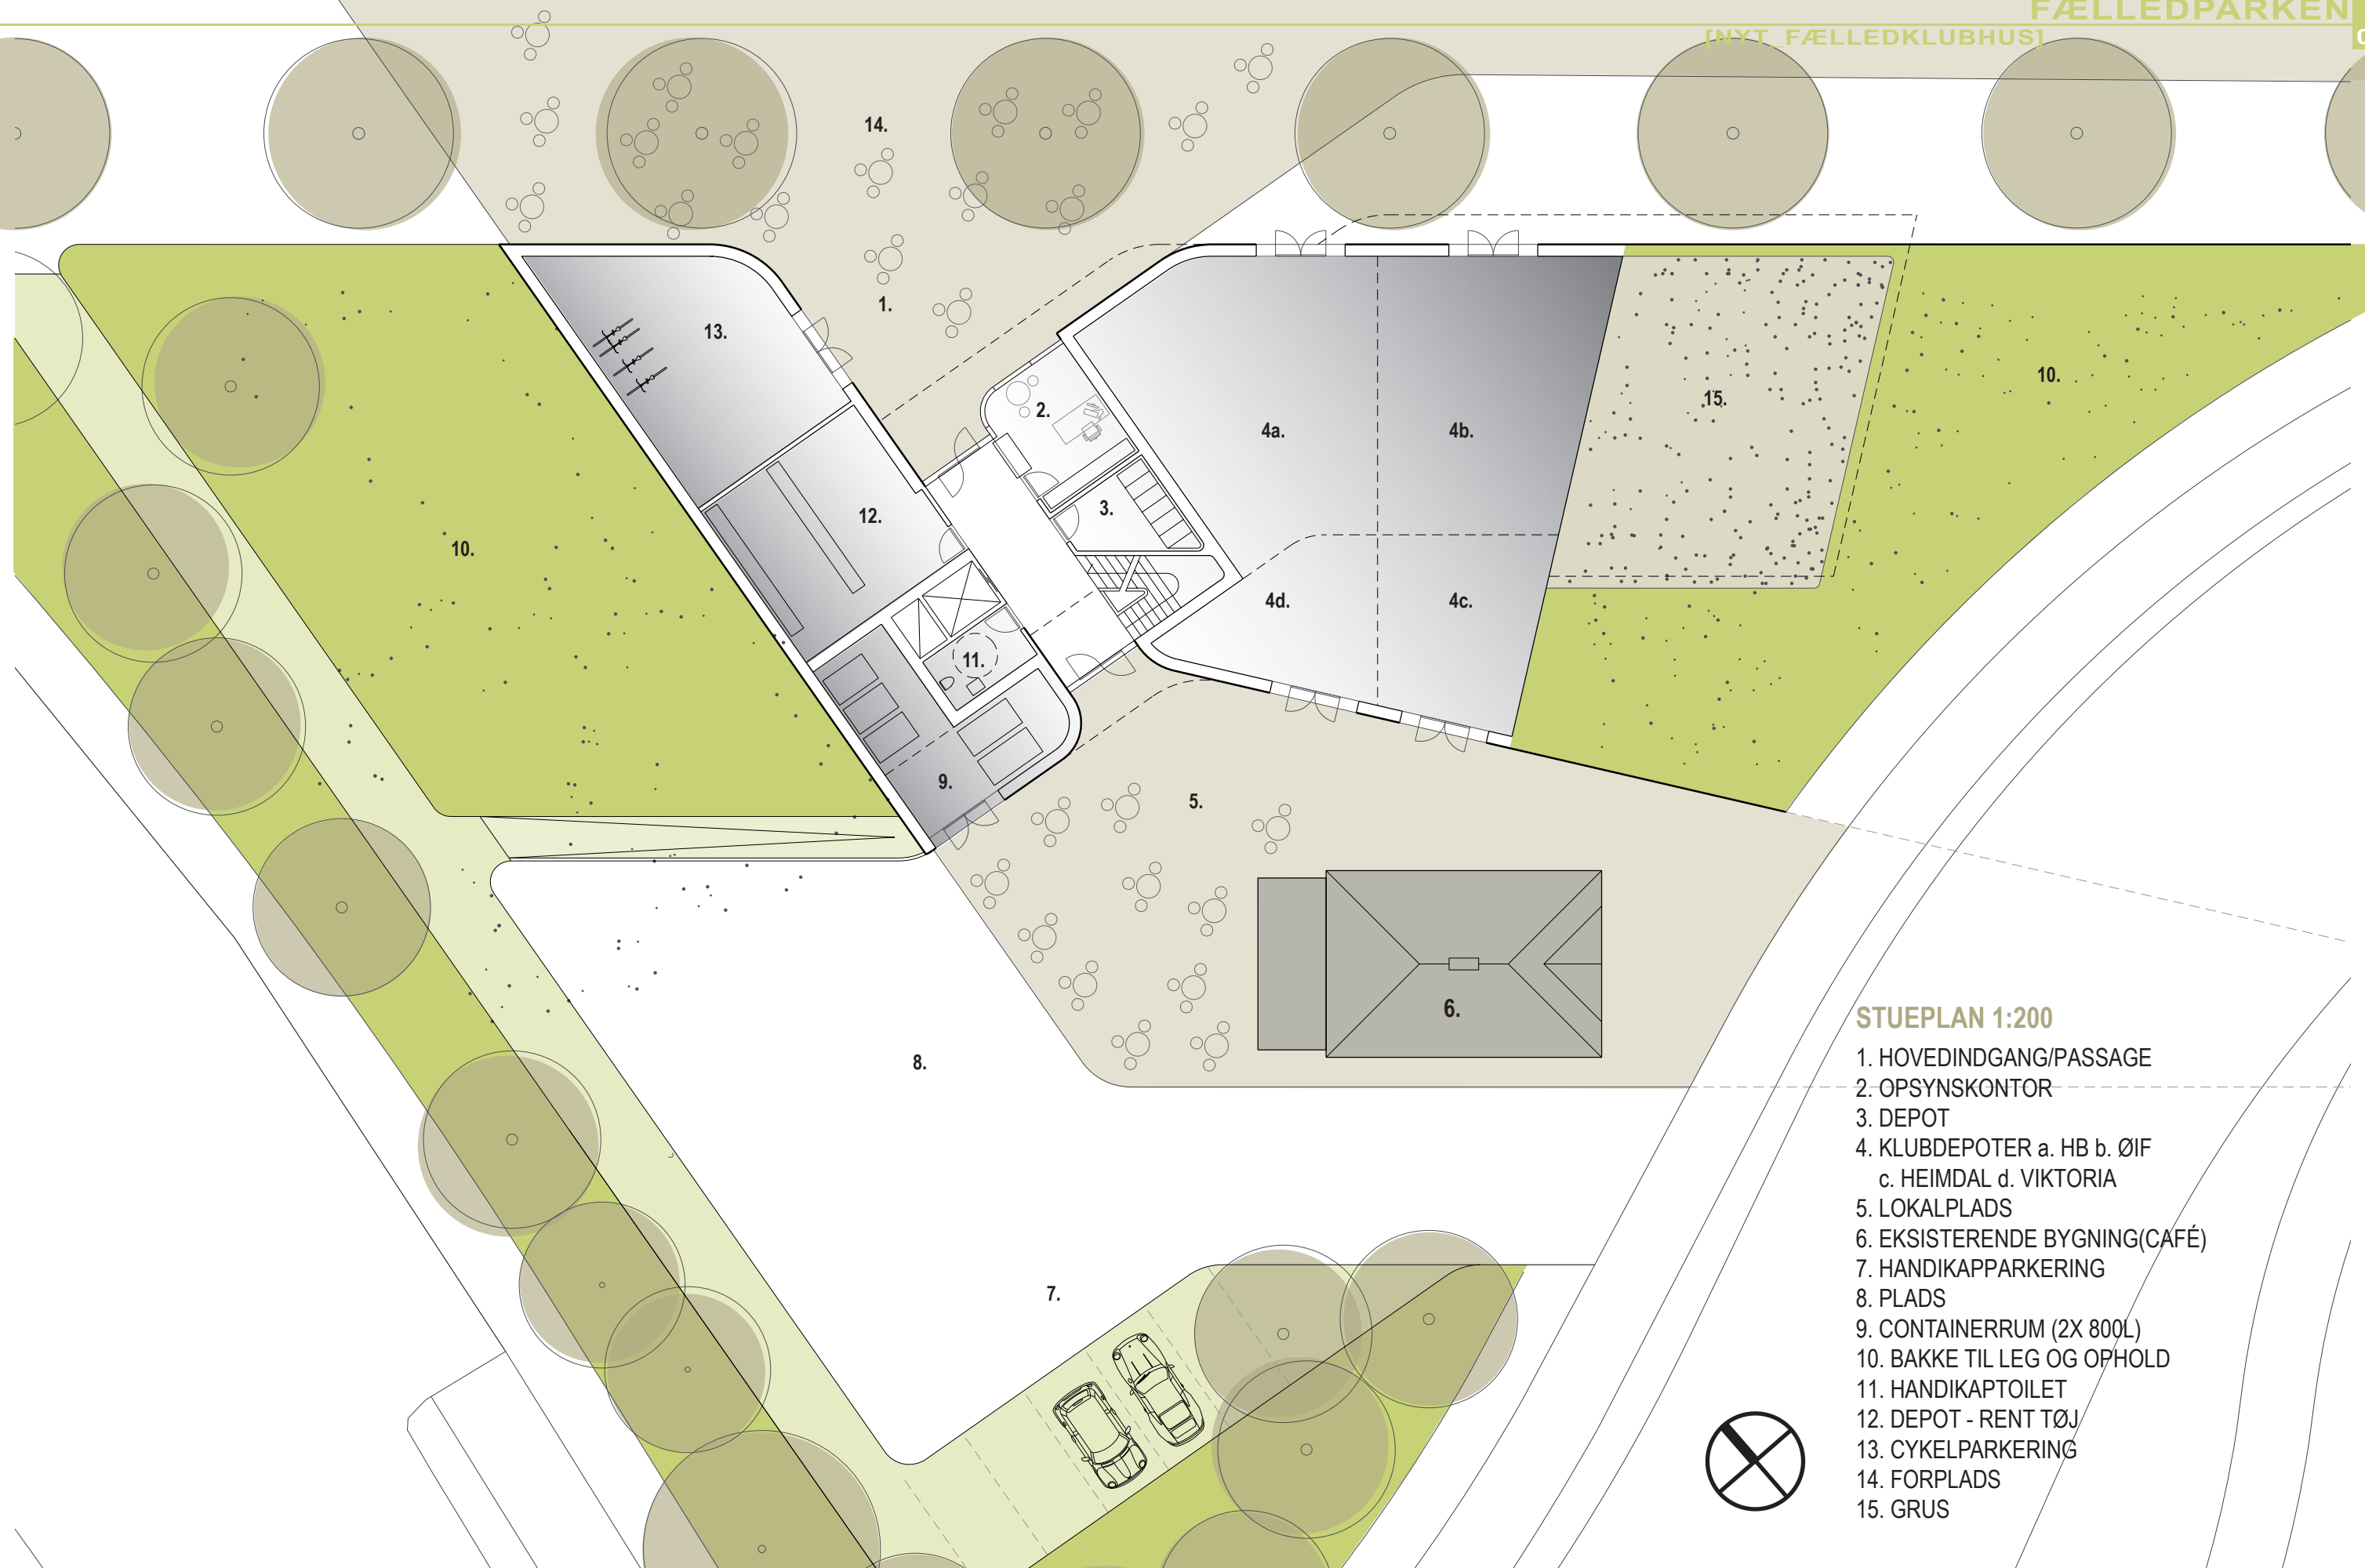 FÆLLEDPARKEN
[NYT_FÆLLEDKLUBHUS]
14.
1.
13.
2.
10.
15.
4a.
4b.
3.
12.
10.
4d.
4c.
11.
9.
5.
6.
8.
7.
STUEPLAN 1:200
1. HOVEDINDGANG/PASSAGE
2. OPSYNSKONTOR
3. DEPOT
4. KLUBDEPOTER a. HB b. ØIF
c. HEIMDAL d. VIKTORIA
5. LOKALPLADS
6. EKSISTERENDE BYGNING(CAFÉ)
7. HANDIKAPPARKERING
8. PLADS
9. CONTAINERRUM (2X 800L)
10. BAKKE TIL LEG OG OPHOLD
11. HANDIKAPTOILET
12. DEPOT - RENT TØJ
13. CYKELPARKERING
14. FORPLADS
15. GRUS